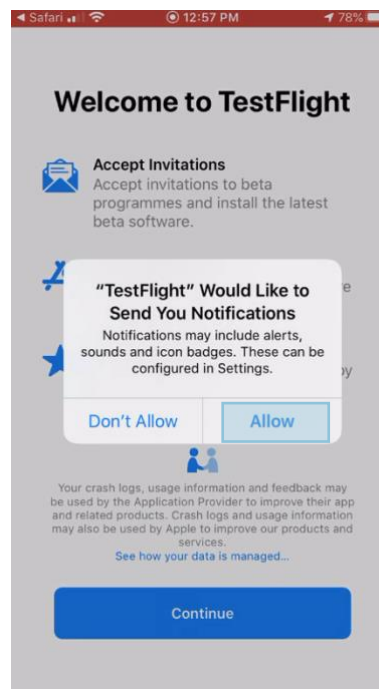 Safari 12:57 PM 78%
Welcome to TestFlight
Accept Invitations
Accept invitations to beta
programmes and install the latest
beta software.
"TestFlight" Would Like to
Send You Notifications
Notifications may include alerts,
sounds and icon badges. These can be
configured in Settings.
Don't Allow Allow
Your crash logs, usage information and feedback may
be used by the Application Provider to improve their app
and related products. Crash logs and usage information
may also be used by Apple to improve our products and
services.
See how your data is managed...
Continue